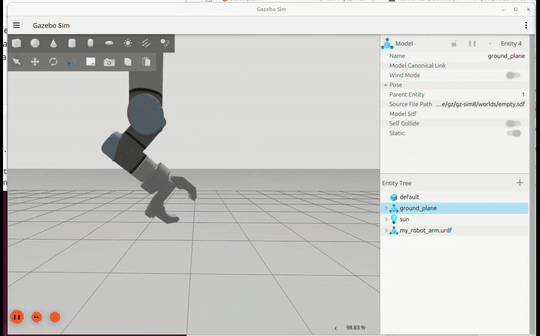 Gazebo Sim
Gazebo Sim
Model
Entity 4
Name
ground_plane
Model Canonical Link
Wind Mode
Pose
Parent Entity
1
Source File Path
...e/gz/gz-sim8/worlds/empty.sdf
Model Sdf
Self Collide
Static
Entity Tree
default
ground_plane
sun
my_robot_arm.urdf
98.83 %